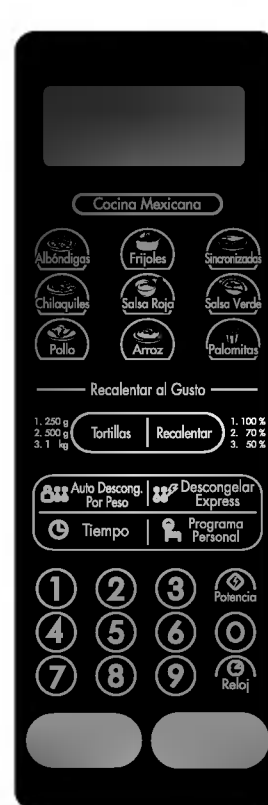 Cocina Mexicana
Albóndigas Frijoles Sincronizadas
Chilaquiles Salsa Roja Salsa Verde
Pollo Arroz Palomitas
Recalentar al Gusto
1. 250 g
2. 500 g
3. 1 kg
Tortillas Recalentar
1. 100 %
2. 70 %
3. 50 %
Auto Descong.
Por Peso
Descongelar
Express
Tiempo
Programa
Personal
1 2 3 Potencia
4 5 6 0
7 8 9 Reloj